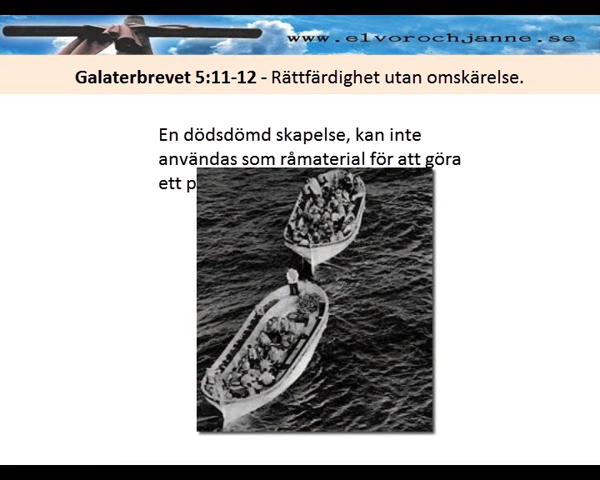 www.elvorochjanne.se
Galaterbrevet 5:11-12 - Rättfärdighet utan omskärelse.
En dödsdömd skapelse, kan inte
användas som råmaterial för att göra
ett